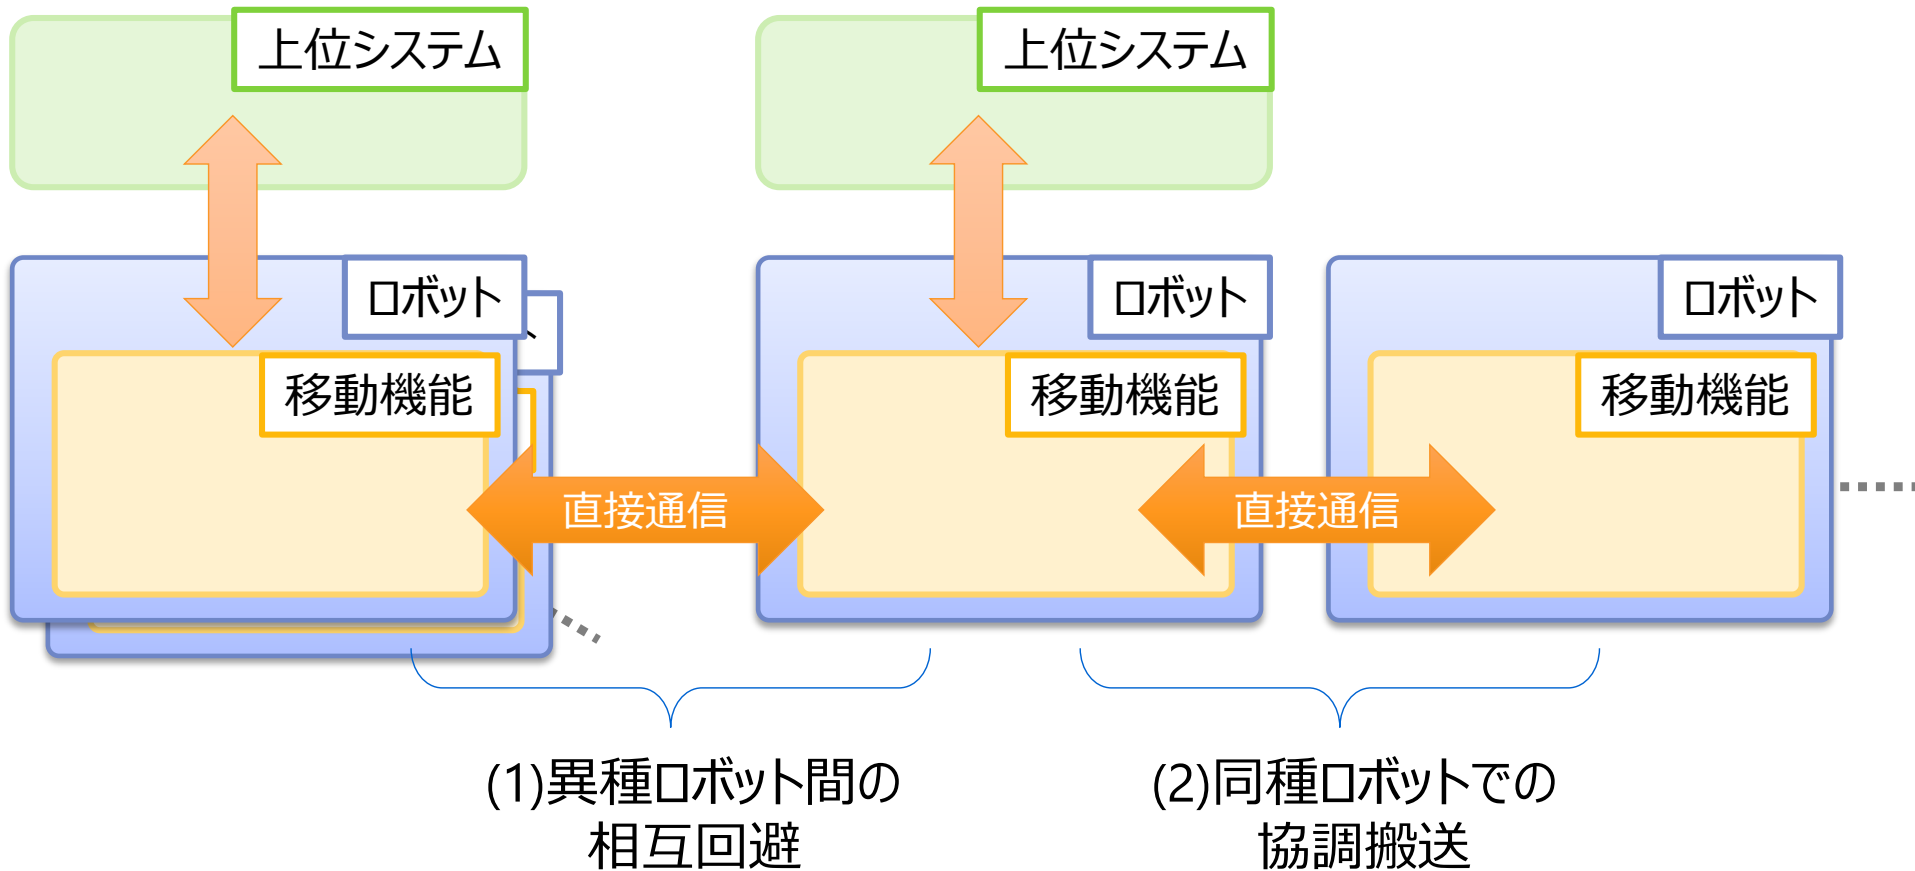 上位システム
上位システム
ロボット
ロボット
ロボット
移動機能
移動機能
移動機能
直接通信
直接通信
(1)異種ロボット間の
相互回避
(2)同種ロボットでの
協調搬送